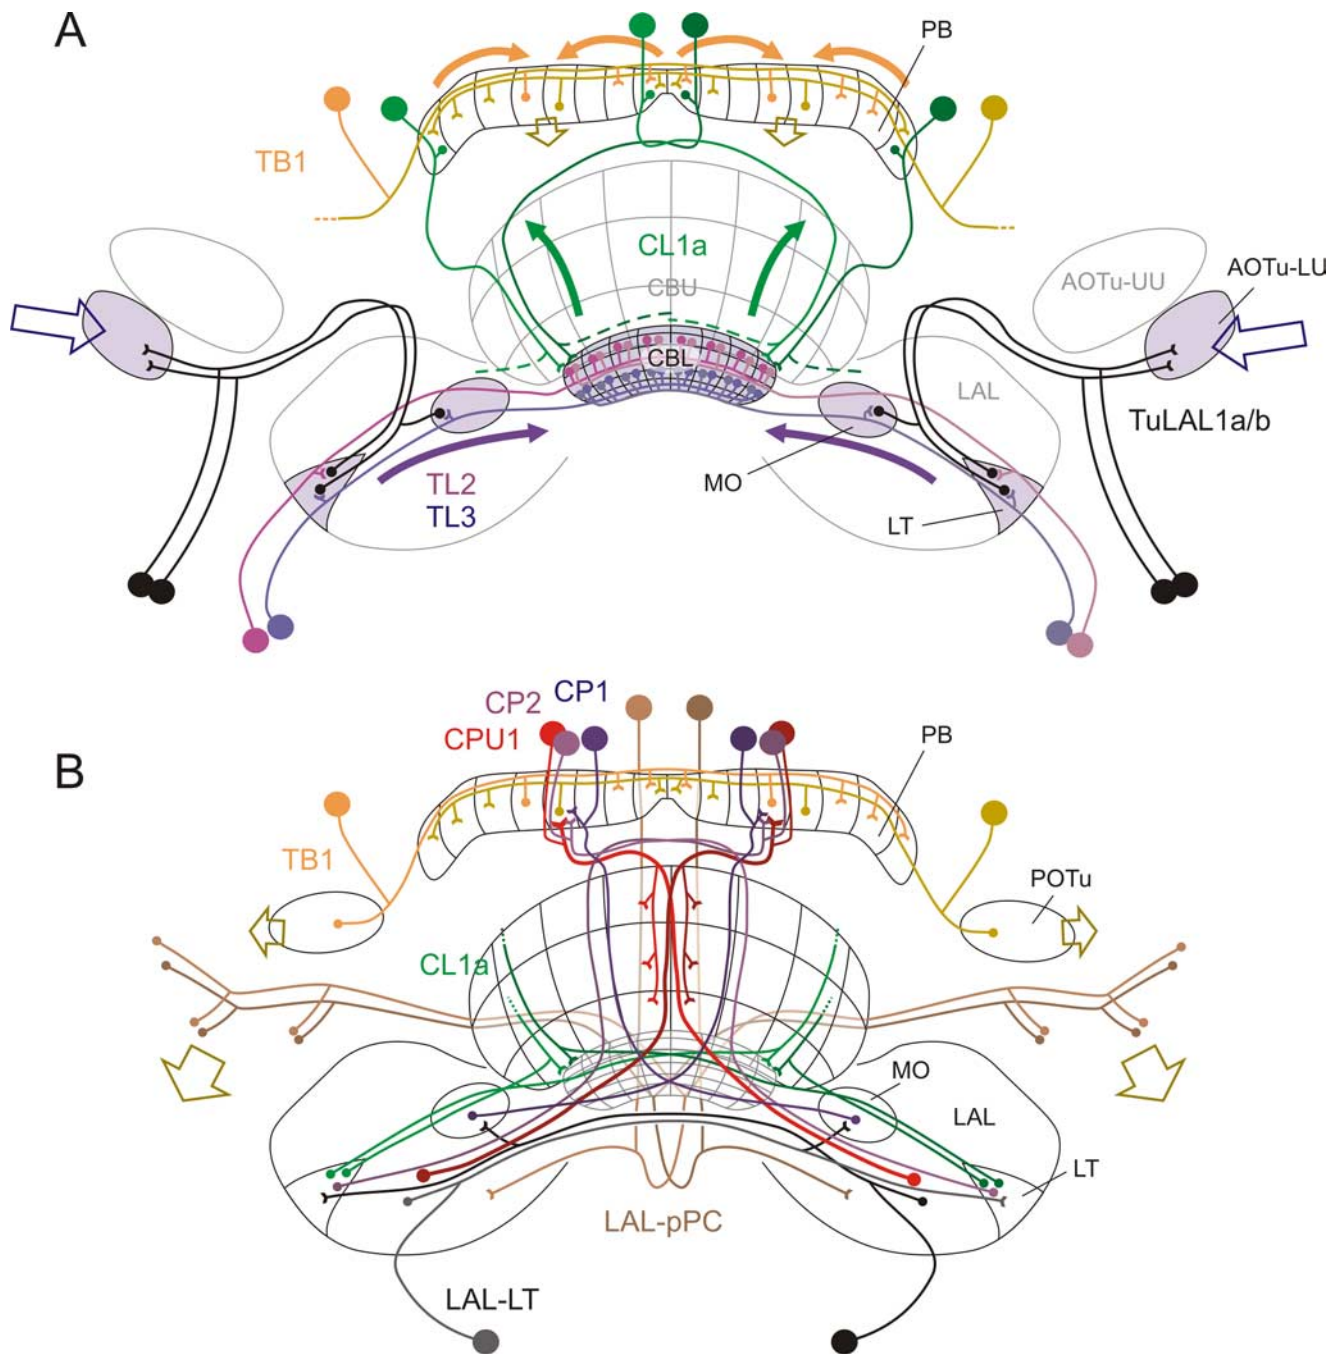 A
PB
TB1
CL1a
CBU
AOTu-UU
AOTu-LU
CBL
LAL
TuLAL1a/b
MO
TL2
TL3
LT
CP1
CP2
CPU1
PB
B
TB1
POTu
CL1a
MO
LAL
LT
LAL-pPC
LAL-LT